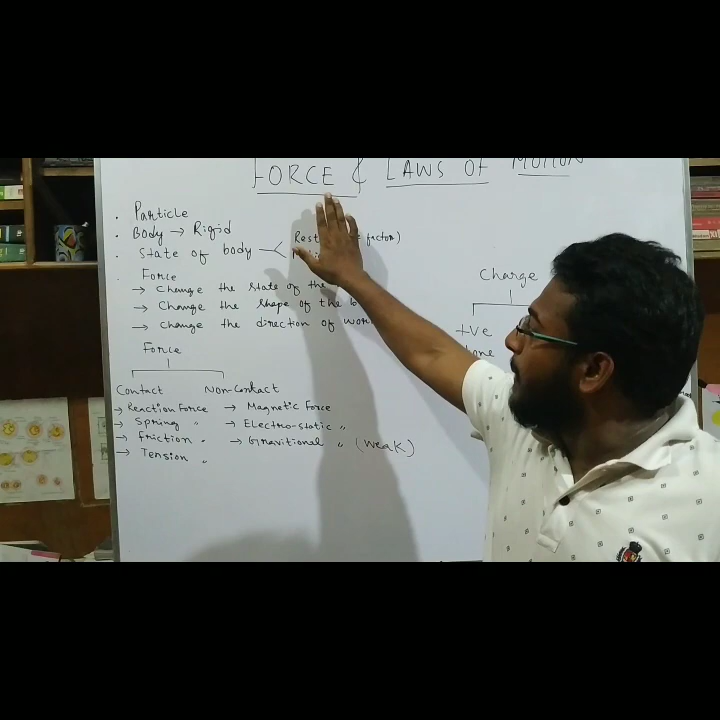 FORCE & LAWS OF MOTION
. Particle
. Body → Rigid
. State of body
Force
→ Change the state of the
→ Change the shape of the b
→ change the direction of work
Force
Contact Non-Contact
→ Reaction Force → Magnetic Force
→ Spring " → Electro-static "
→ Friction " → Gravitional " (Weak)
→ Tension "
Charge
+ve